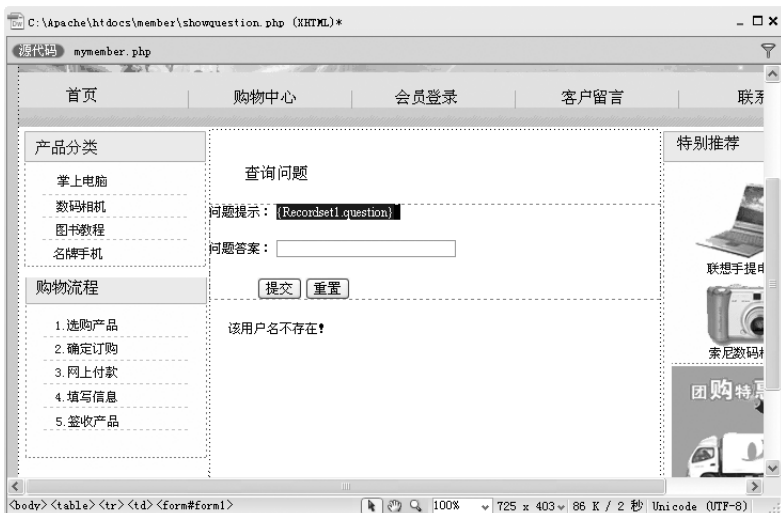 C:\Apache\htdocs\member\showquestion.php (XHTML)*
源代码 mymember.php
首页 购物中心 会员登录 客户留言 联系
产品分类
掌上电脑
数码相机
图书教程
名牌手机
购物流程
1.选购产品
2.确定订购
3.网上付款
4.填写信息
5.签收产品
查询问题
问题提示：{Recordset1.question}
问题答案：
提交 重置
该用户名不存在！
特别推荐
联想手提电
索尼数码相
团购特惠
<body> <table> <tr> <td> <form#form1>
100% 725 x 403 86 K / 2 秒 Unicode (UTF-8)